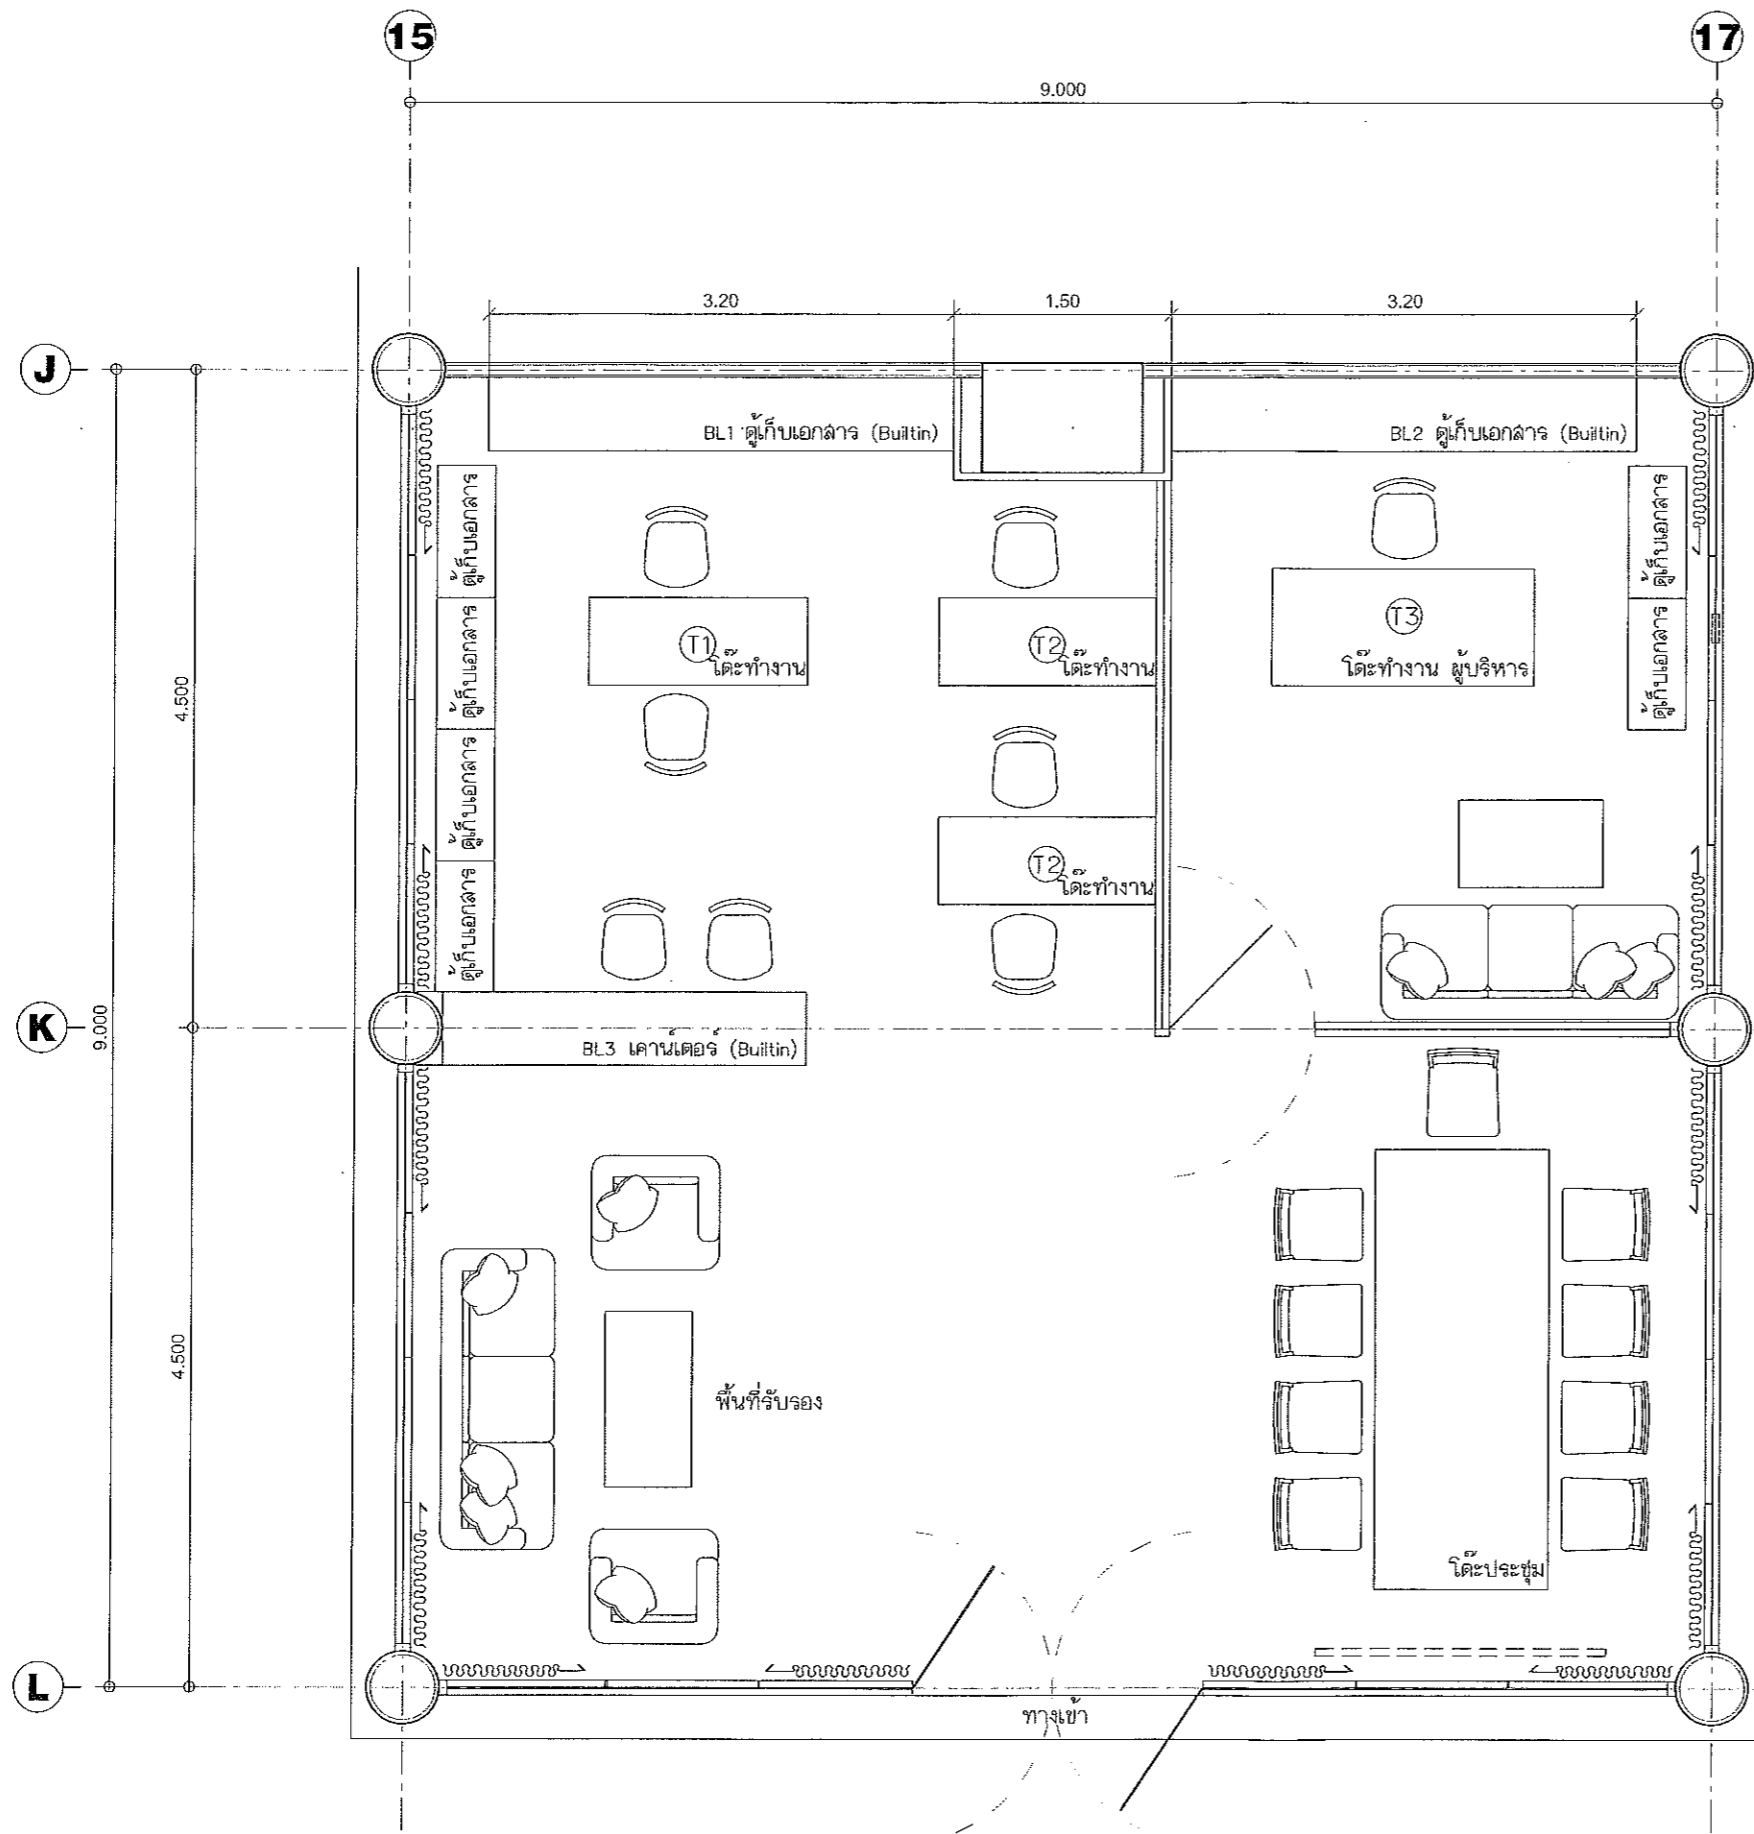 15
17
9.000
3.20
1.50
3.20
J
BL1 ตู้เก็บเอกสาร (Builtin)
BL2 ตู้เก็บเอกสาร (Builtin)
ตู้เก็บเอกสาร
ตู้เก็บเอกสาร
ตู้เก็บเอกสาร
ตู้เก็บเอกสาร
ตู้เก็บเอกสาร
ตู้เก็บเอกสาร
T1
โต๊ะทำงาน
T2
โต๊ะทำงาน
T3
โต๊ะทำงาน ผู้บริหาร
4.500
T2
โต๊ะทำงาน
K
9.000
BL3 เคาน์เตอร์ (Builtin)
4.500
พื้นที่รับรอง
โต๊ะประชุม
L
ทางเข้า